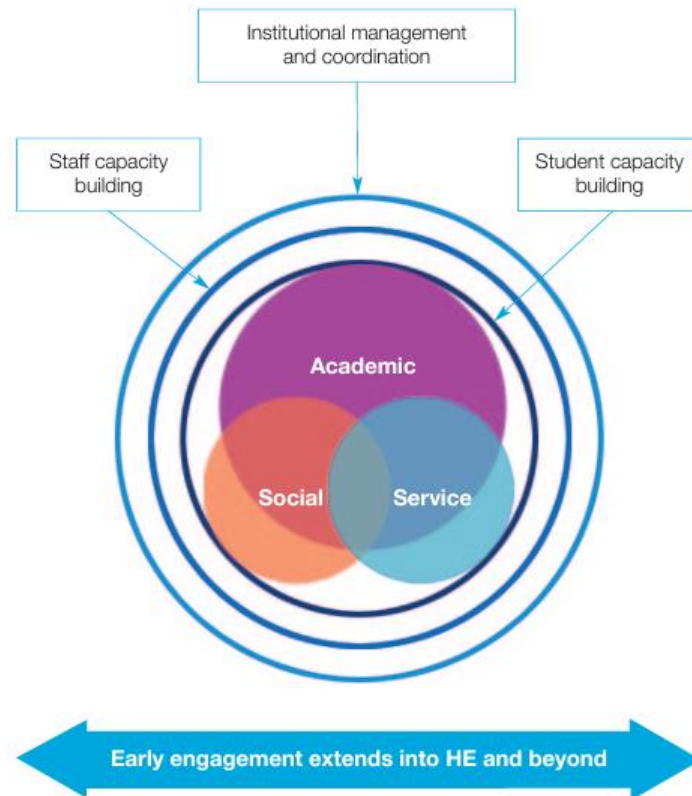 Institutional management
and coordination
Staff capacity
building
Student capacity
building
Academic
Social
Service
Early engagement extends into HE and beyond